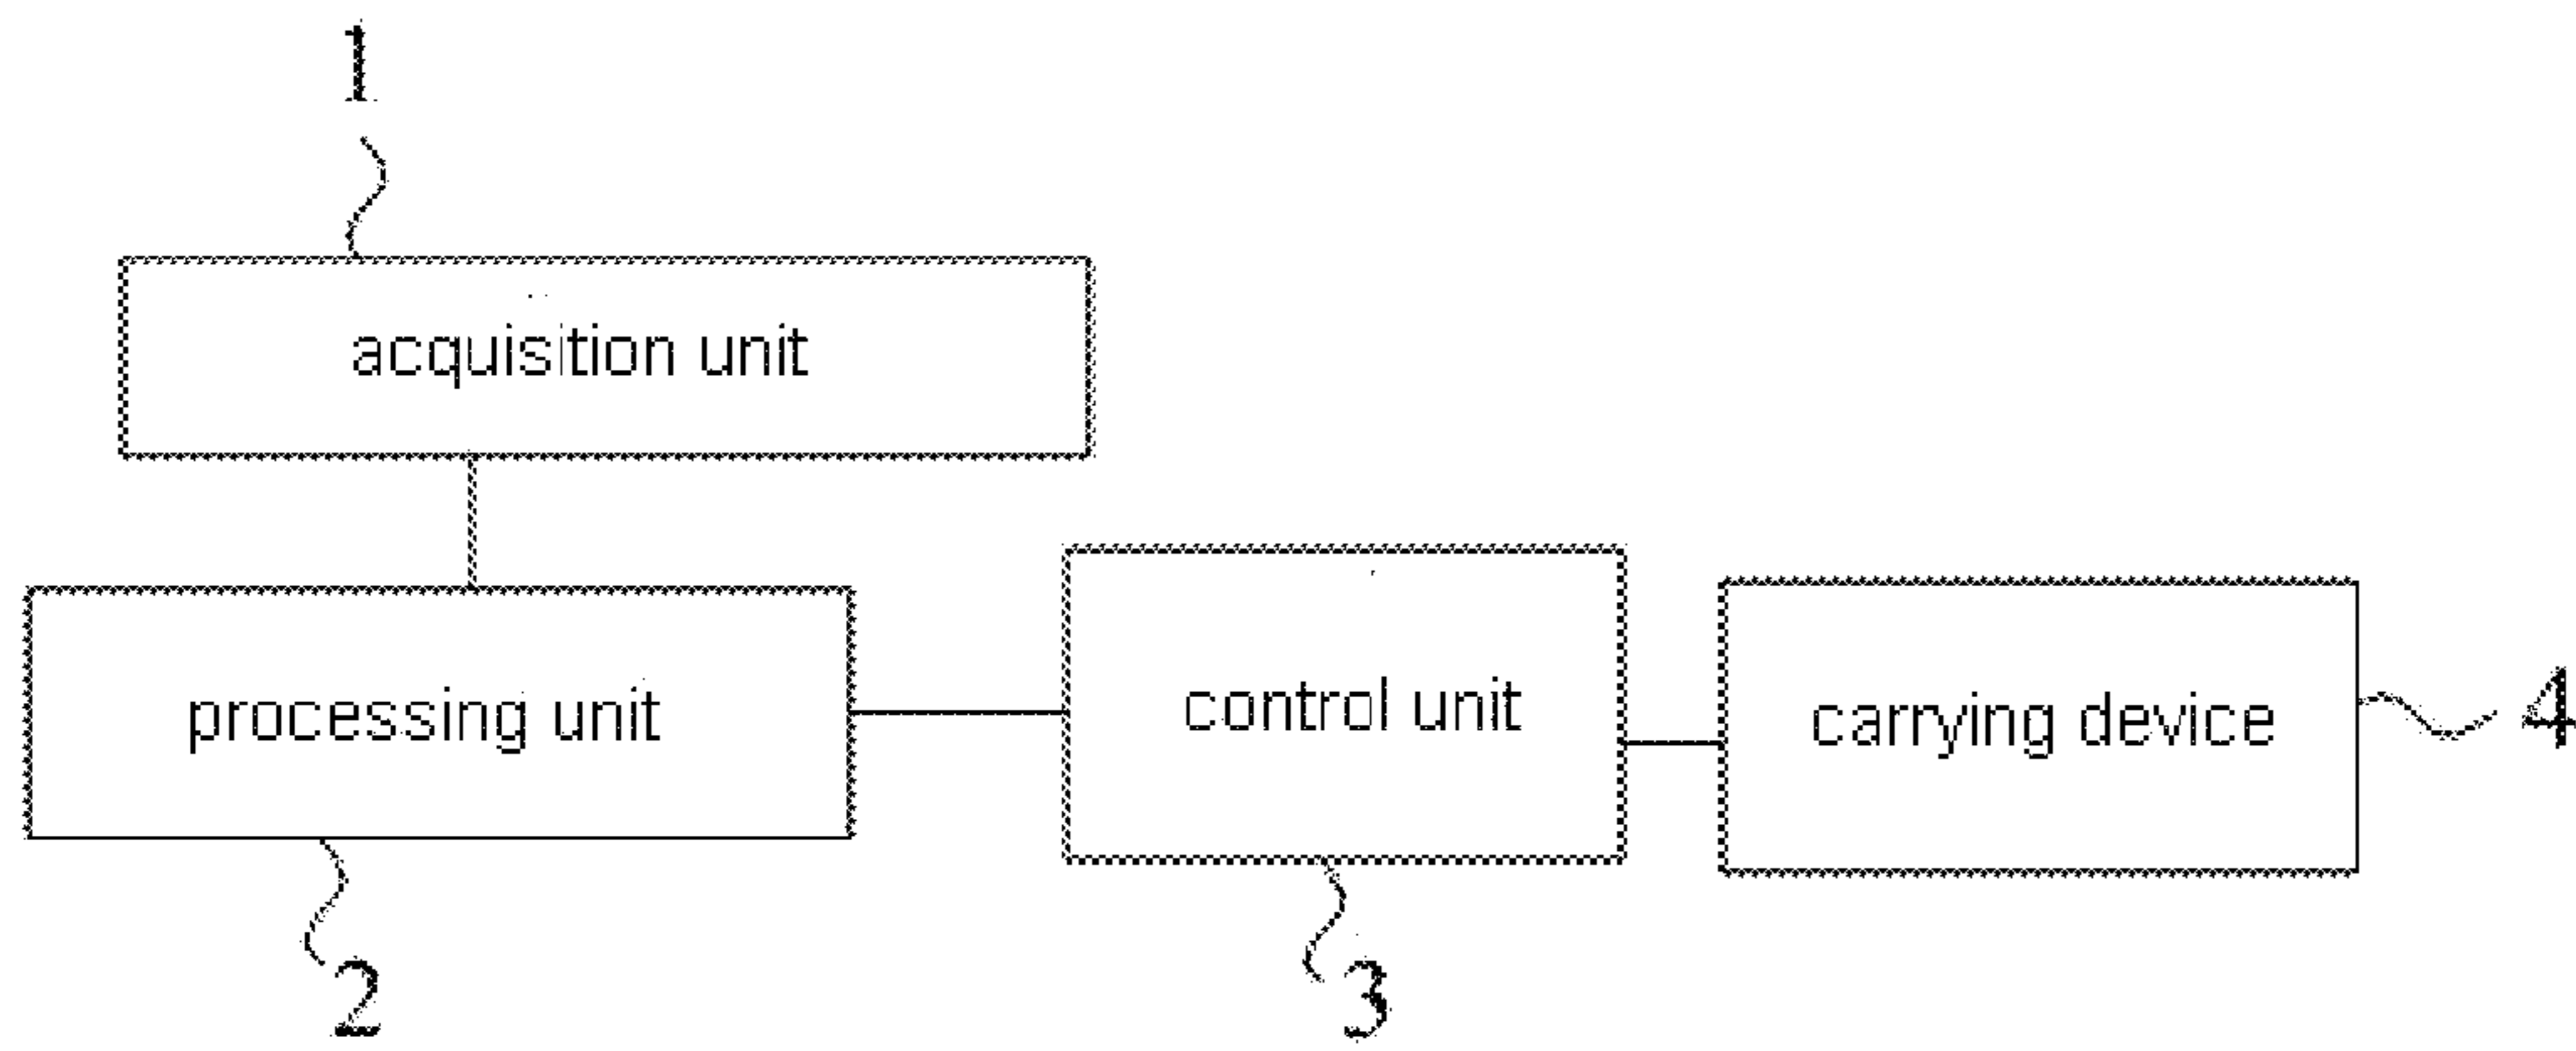 1
acquisition unit
processing unit
control unit
carrying device
4
2
3